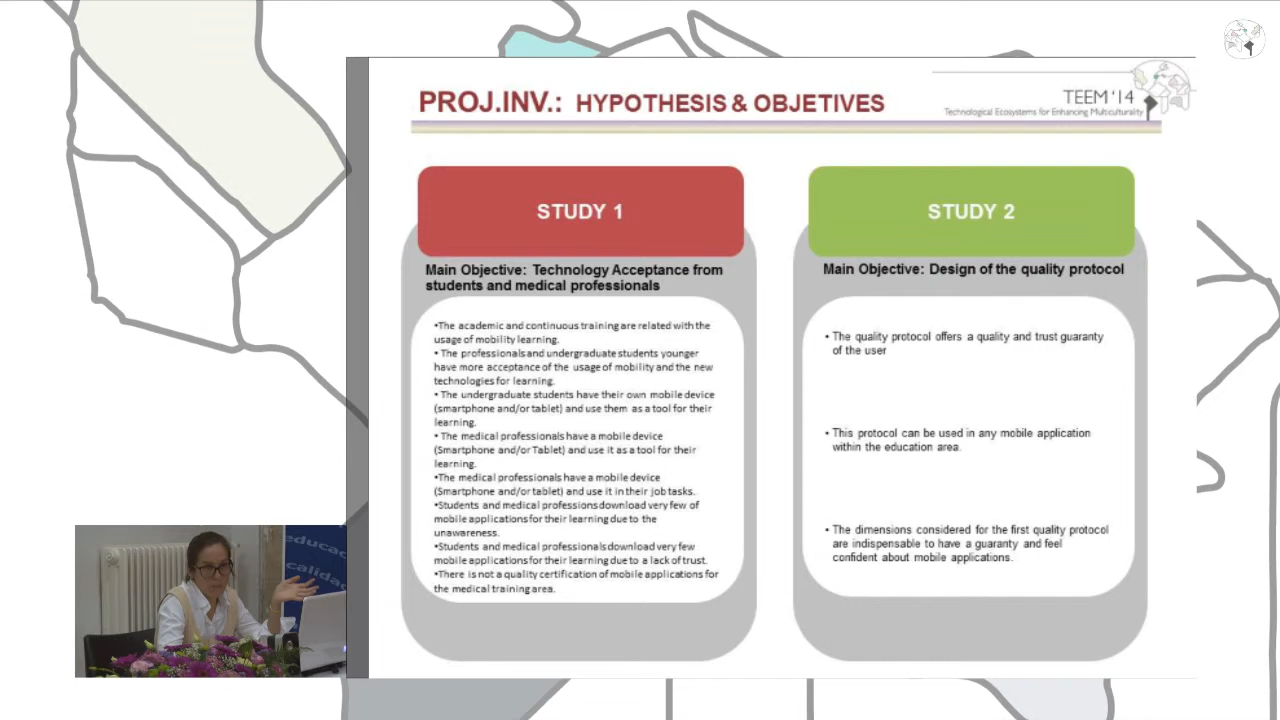 PROJ.INV.: HYPOTHESIS & OBJETIVES
TEEM '14
Technological Ecosystems for Enhancing Multiculturality
STUDY 1
Main Objective: Technology Acceptance from
students and medical professionals
•The academic and continuous training are related with the
usage of mobility learning.
• The professionals and undergraduate students younger
have more acceptance of the usage of mobility and the new
technologies for learning.
• The undergraduate students have their own mobile device
(smartphone and/or tablet) and use them as a tool for their
learning.
• The medical professionals have a mobile device
(Smartphone and/or Tablet) and use it as a tool for their
learning.
•The medical professionals have a mobile device
(Smartphone and/or tablet) and use it in their job tasks.
•Students and medical professions download very few of
mobile applications for their learning due to the
unawareness.
•Students and medical professionals download very few
mobile applications for their learning due to a lack of trust.
•There is not a quality certification of mobile applications for
the medical training area.
STUDY 2
Main Objective: Design of the quality protocol
• The quality protocol offers a quality and trust guaranty
of the user
• This protocol can be used in any mobile application
within the education area.
• The dimensions considered for the first quality protocol
are indispensable to have a guaranty and feel
confident about mobile applications.
educac
calidad